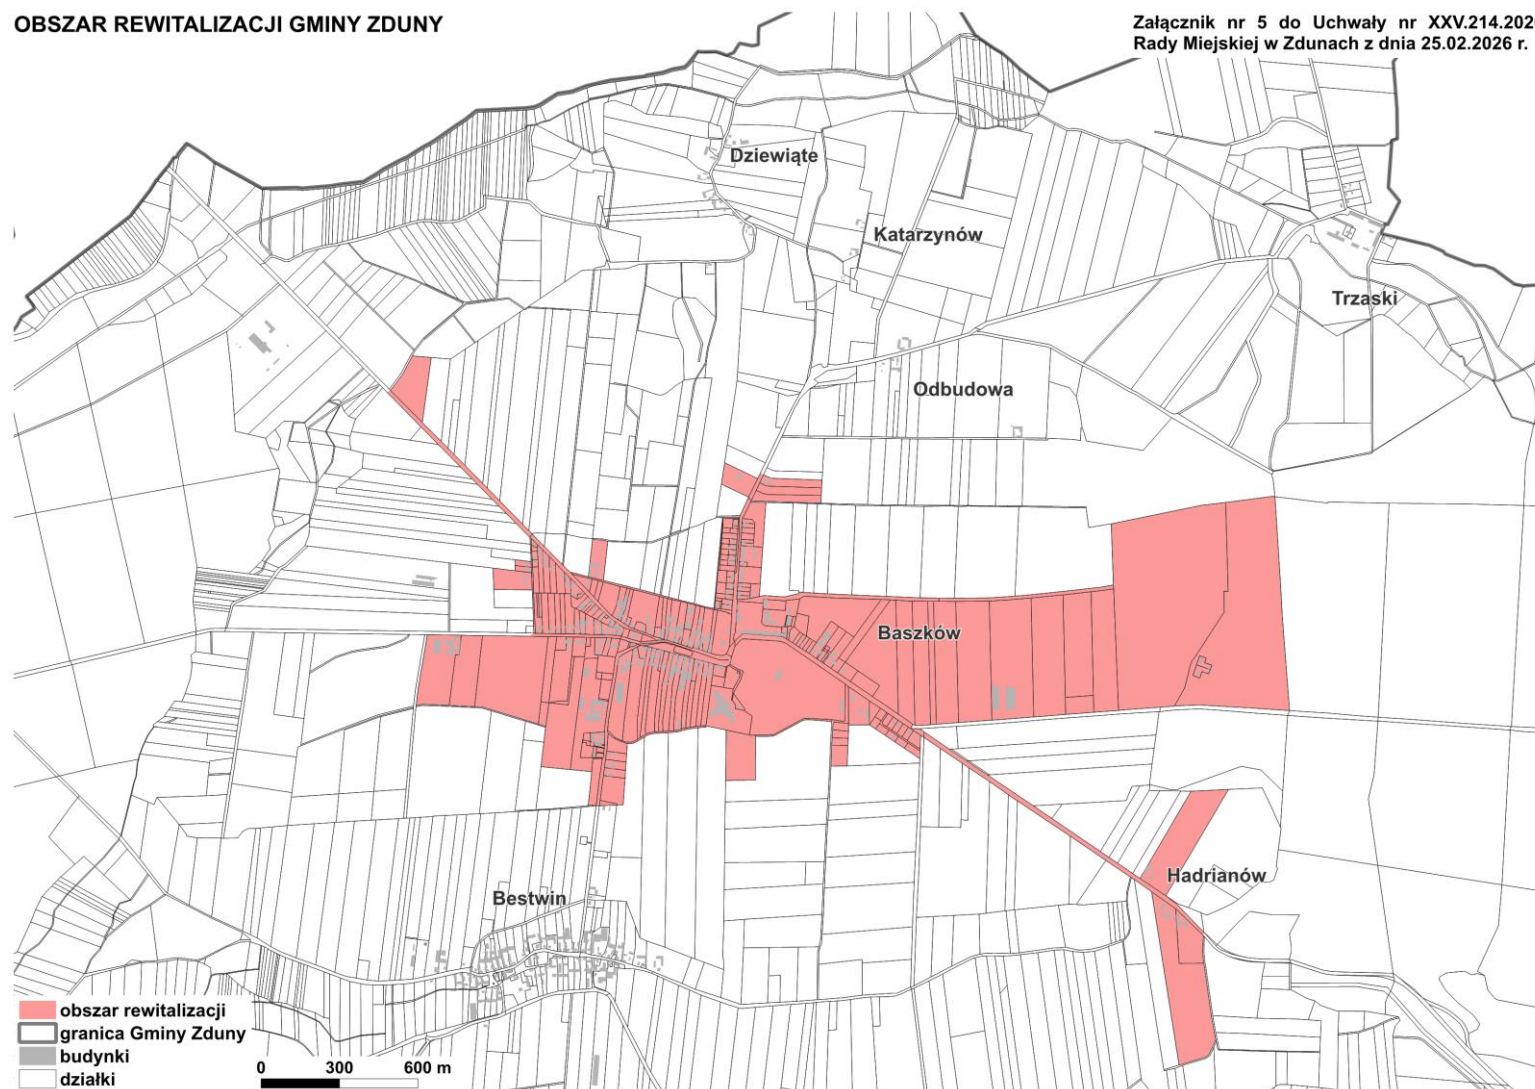 OBSZAR REWITALIZACJI GMINY ZDUNY
Załącznik nr 5 do Uchwały nr XXV.214.202
Rady Miejskiej w Zdunach z dnia 25.02.2026 r.
Dziewiąte
Katarzynów
Trzaski
Odbudowa
Baszków
Hadrianów
Bestwin
obszar rewitalizacji
granica Gminy Zduny
budynki
działki
0 300 600 m